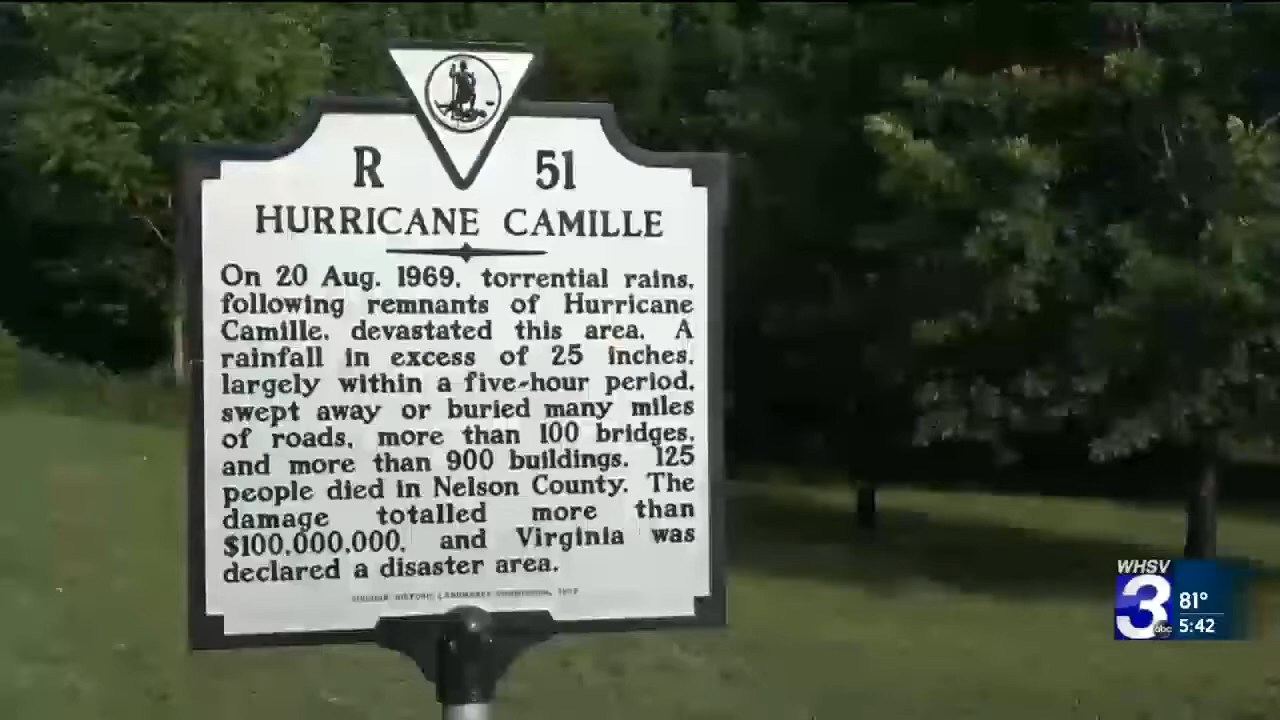 R 51
HURRICANE CAMILLE
On 20 Aug. 1969, torrential rains,
following remnants of Hurricane
Camille, devastated this area. A
rainfall in excess of 25 inches,
largely within a five-hour period,
swept away or buried many miles
of roads, more than 100 bridges,
and more than 900 buildings. 125
people died in Nelson County. The
damage totalled more than
$100,000,000, and Virginia was
declared a disaster area.
WHSV
3
abc
81°
5:42